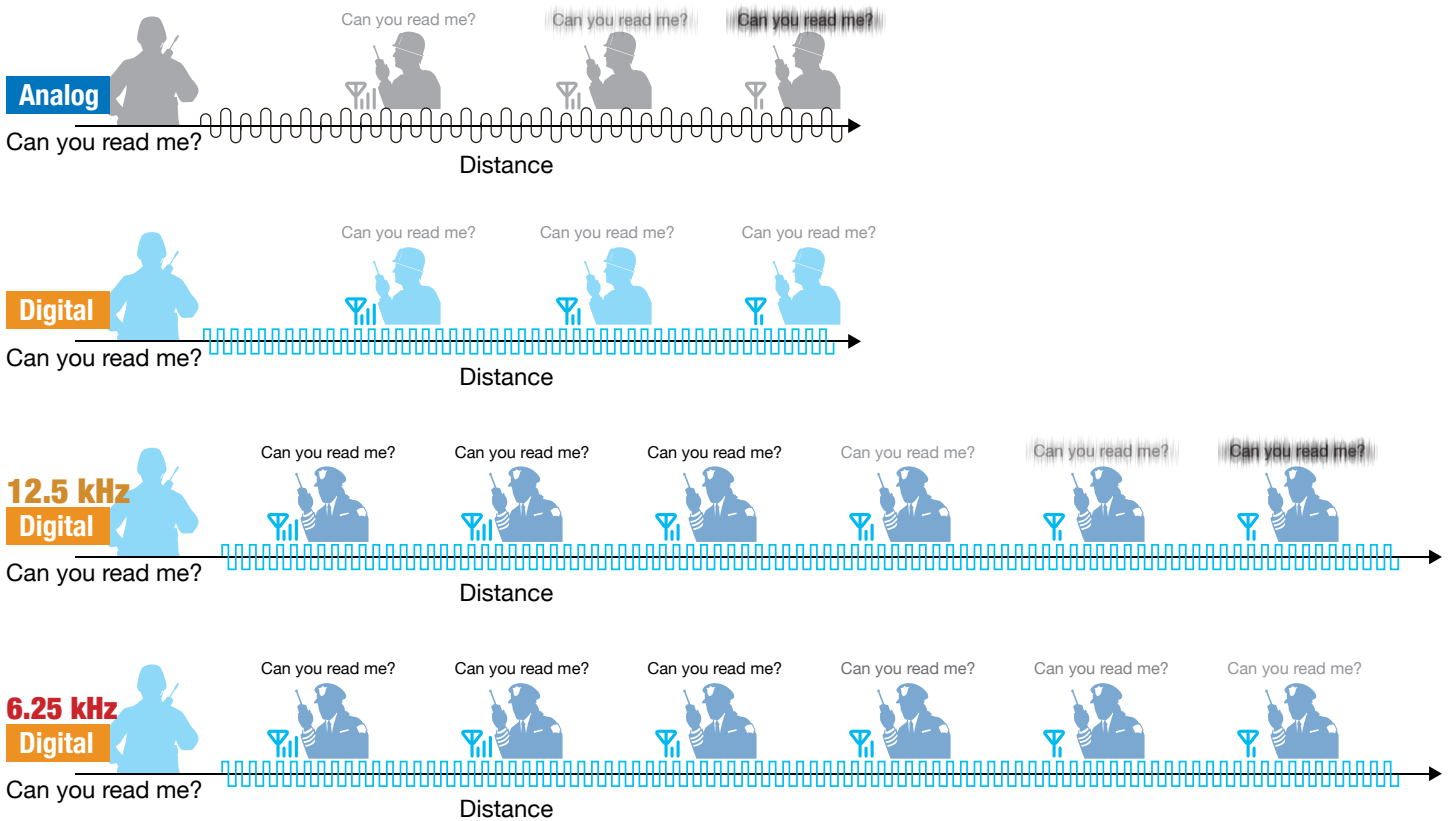 Can you read me? Can you read me? Can you read me?
Analog
Can you read me?
Distance
Can you read me? Can you read me? Can you read me?
Digital
Can you read me?
Distance
Can you read me? Can you read me? Can you read me? Can you read me? Can you read me? Can you read me?
12.5 kHz
Digital
Can you read me?
Distance
Can you read me? Can you read me? Can you read me? Can you read me? Can you read me? Can you read me?
6.25 kHz
Digital
Can you read me?
Distance